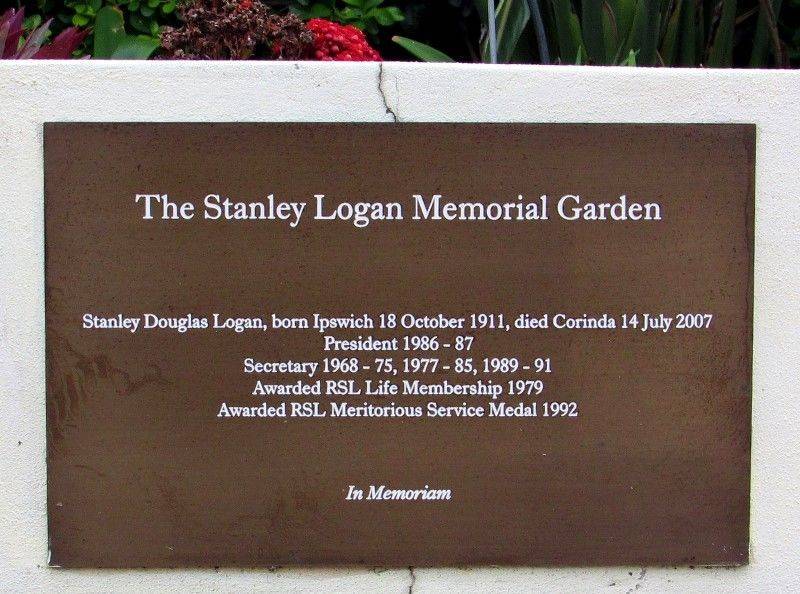 The Stanley Logan Memorial Garden
Stanley Douglas Logan, born Ipswich 18 October 1911, died Corinda 14 July 2007
President 1986 - 87
Secretary 1968 - 75, 1977 - 85, 1989 - 91
Awarded RSL Life Membership 1979
Awarded RSL Meritorious Service Medal 1992
In Memoriam